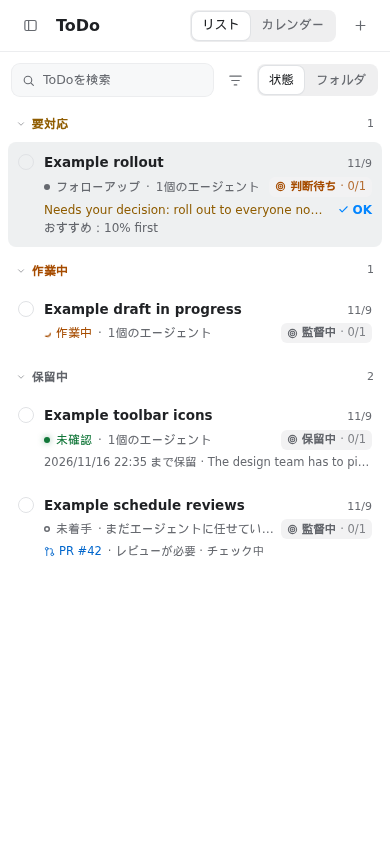 ToDo
リスト
カレンダー
ToDoを検索
状態
フォルダ
要対応
1
Example rollout
11/9
フォローアップ · 1個のエージェント
判断待ち · 0/1
Needs your decision: roll out to everyone no…
OK
おすすめ：10% first
作業中
1
Example draft in progress
11/9
作業中 · 1個のエージェント
監督中 · 0/1
保留中
2
Example toolbar icons
11/9
未確認 · 1個のエージェント
保留中 · 0/1
2026/11/16 22:35 まで保留 · The design team has to pi…
Example schedule reviews
11/9
未着手 · まだエージェントに任せてい…
監督中 · 0/1
PR #42 · レビューが必要 · チェック中